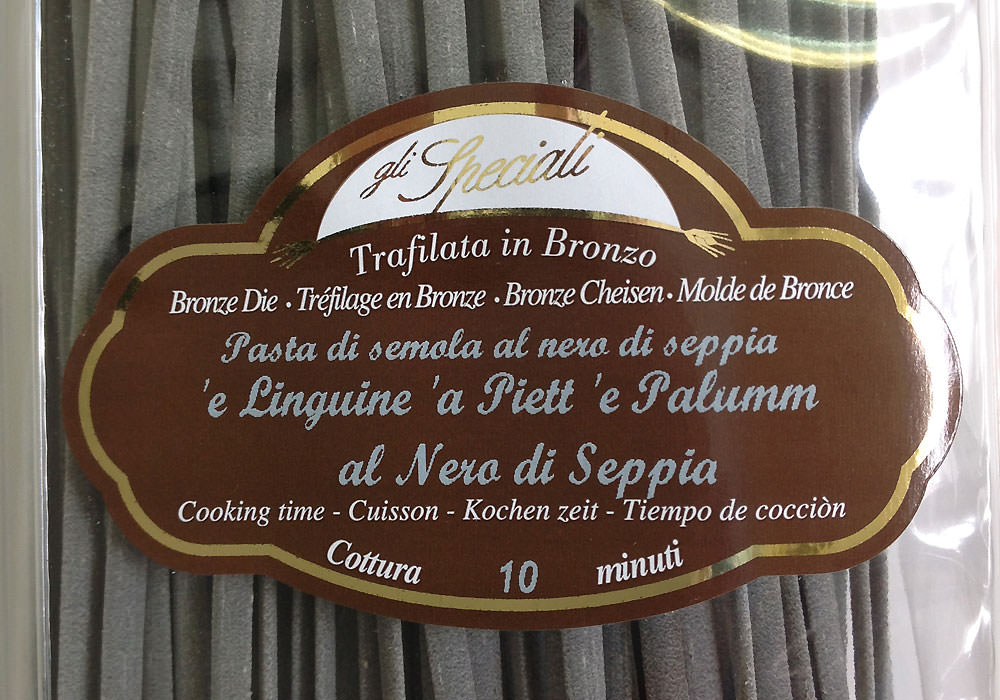 gli Speciali
Trafilata in Bronzo
Bronze Die • Tréfilage en Bronze • Bronze Cheisen • Molde de Bronce
Pasta di semola al nero di seppia
'e Linguine 'a Piett 'e Palumm
al Nero di Seppia
Cooking time - Cuisson - Kochen zeit - Tiempo de cocciòn
Cottura 10 minuti